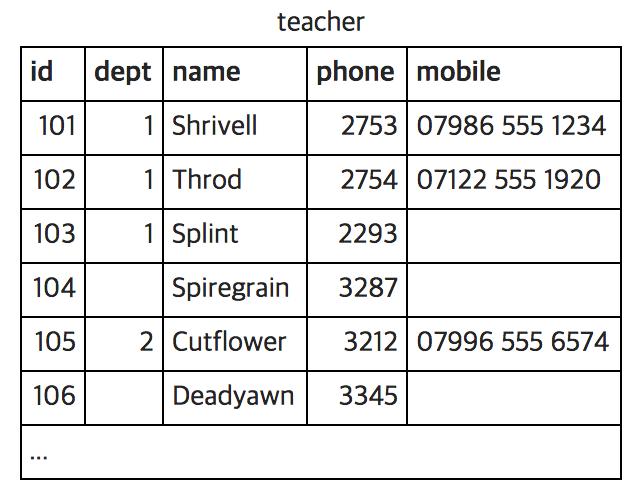 teacher
id dept name phone mobile
101 1 Shrivell 2753 07986 555 1234
102 1 Throd 2754 07122 555 1920
103 1 Splint 2293
104 Spiregrain 3287
105 2 Cutflower 3212 07996 555 6574
106 Deadyawn 3345
...